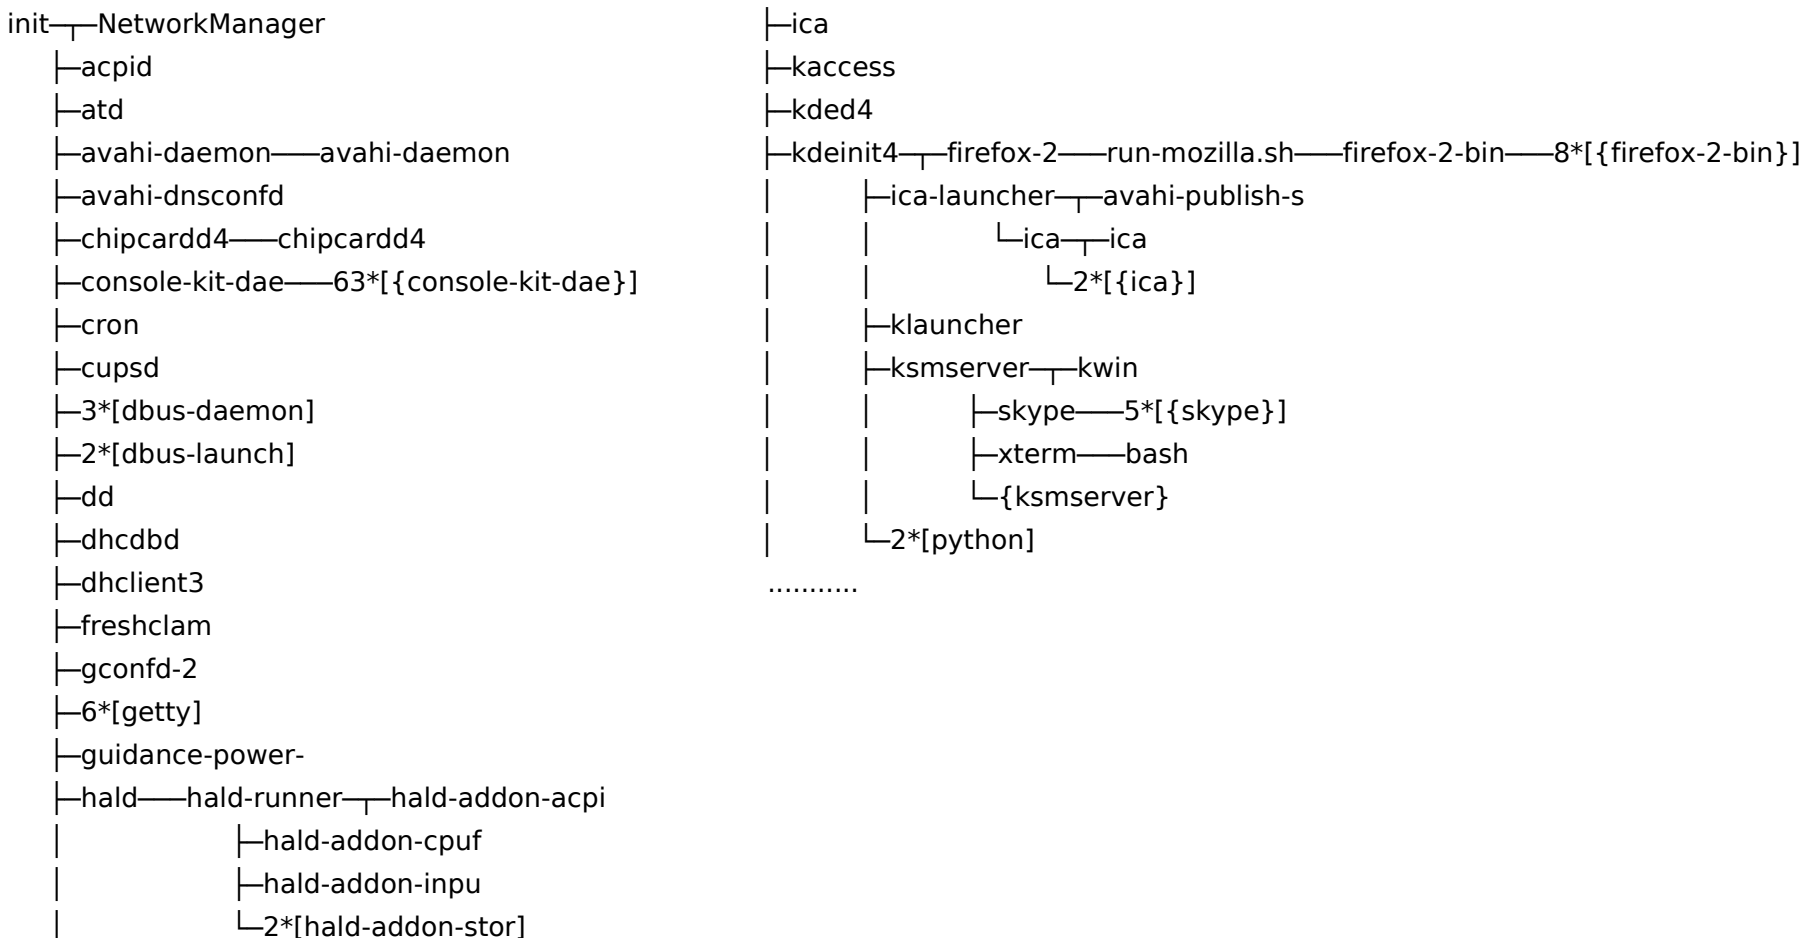 init─┬─NetworkManager
├─acpid
├─atd
├─avahi-daemon───avahi-daemon
├─avahi-dnsconfd
├─chipcardd4───chipcardd4
├─console-kit-dae───63*[{console-kit-dae}]
├─cron
├─cupsd
├─3*[dbus-daemon]
├─2*[dbus-launch]
├─dd
├─dhcdbd
├─dhclient3
├─freshclam
├─gconfd-2
├─6*[getty]
├─guidance-power-
├─hald───hald-runner─┬─hald-addon-acpi
│ ├─hald-addon-cpuf
│ ├─hald-addon-inpu
│ └─2*[hald-addon-stor]
├─ica
├─kaccess
├─kded4
├─kdeinit4─┬─firefox-2───run-mozilla.sh───firefox-2-bin───8*[{firefox-2-bin}]
│ ├─ica-launcher─┬─avahi-publish-s
│ │ └─ica─┬─ica
│ │ └─2*[{ica}]
│ ├─klauncher
│ ├─ksmserver─┬─kwin
│ │ ├─skype───5*[{skype}]
│ │ ├─xterm───bash
│ │ └─{ksmserver}
│ └─2*[python]
...........